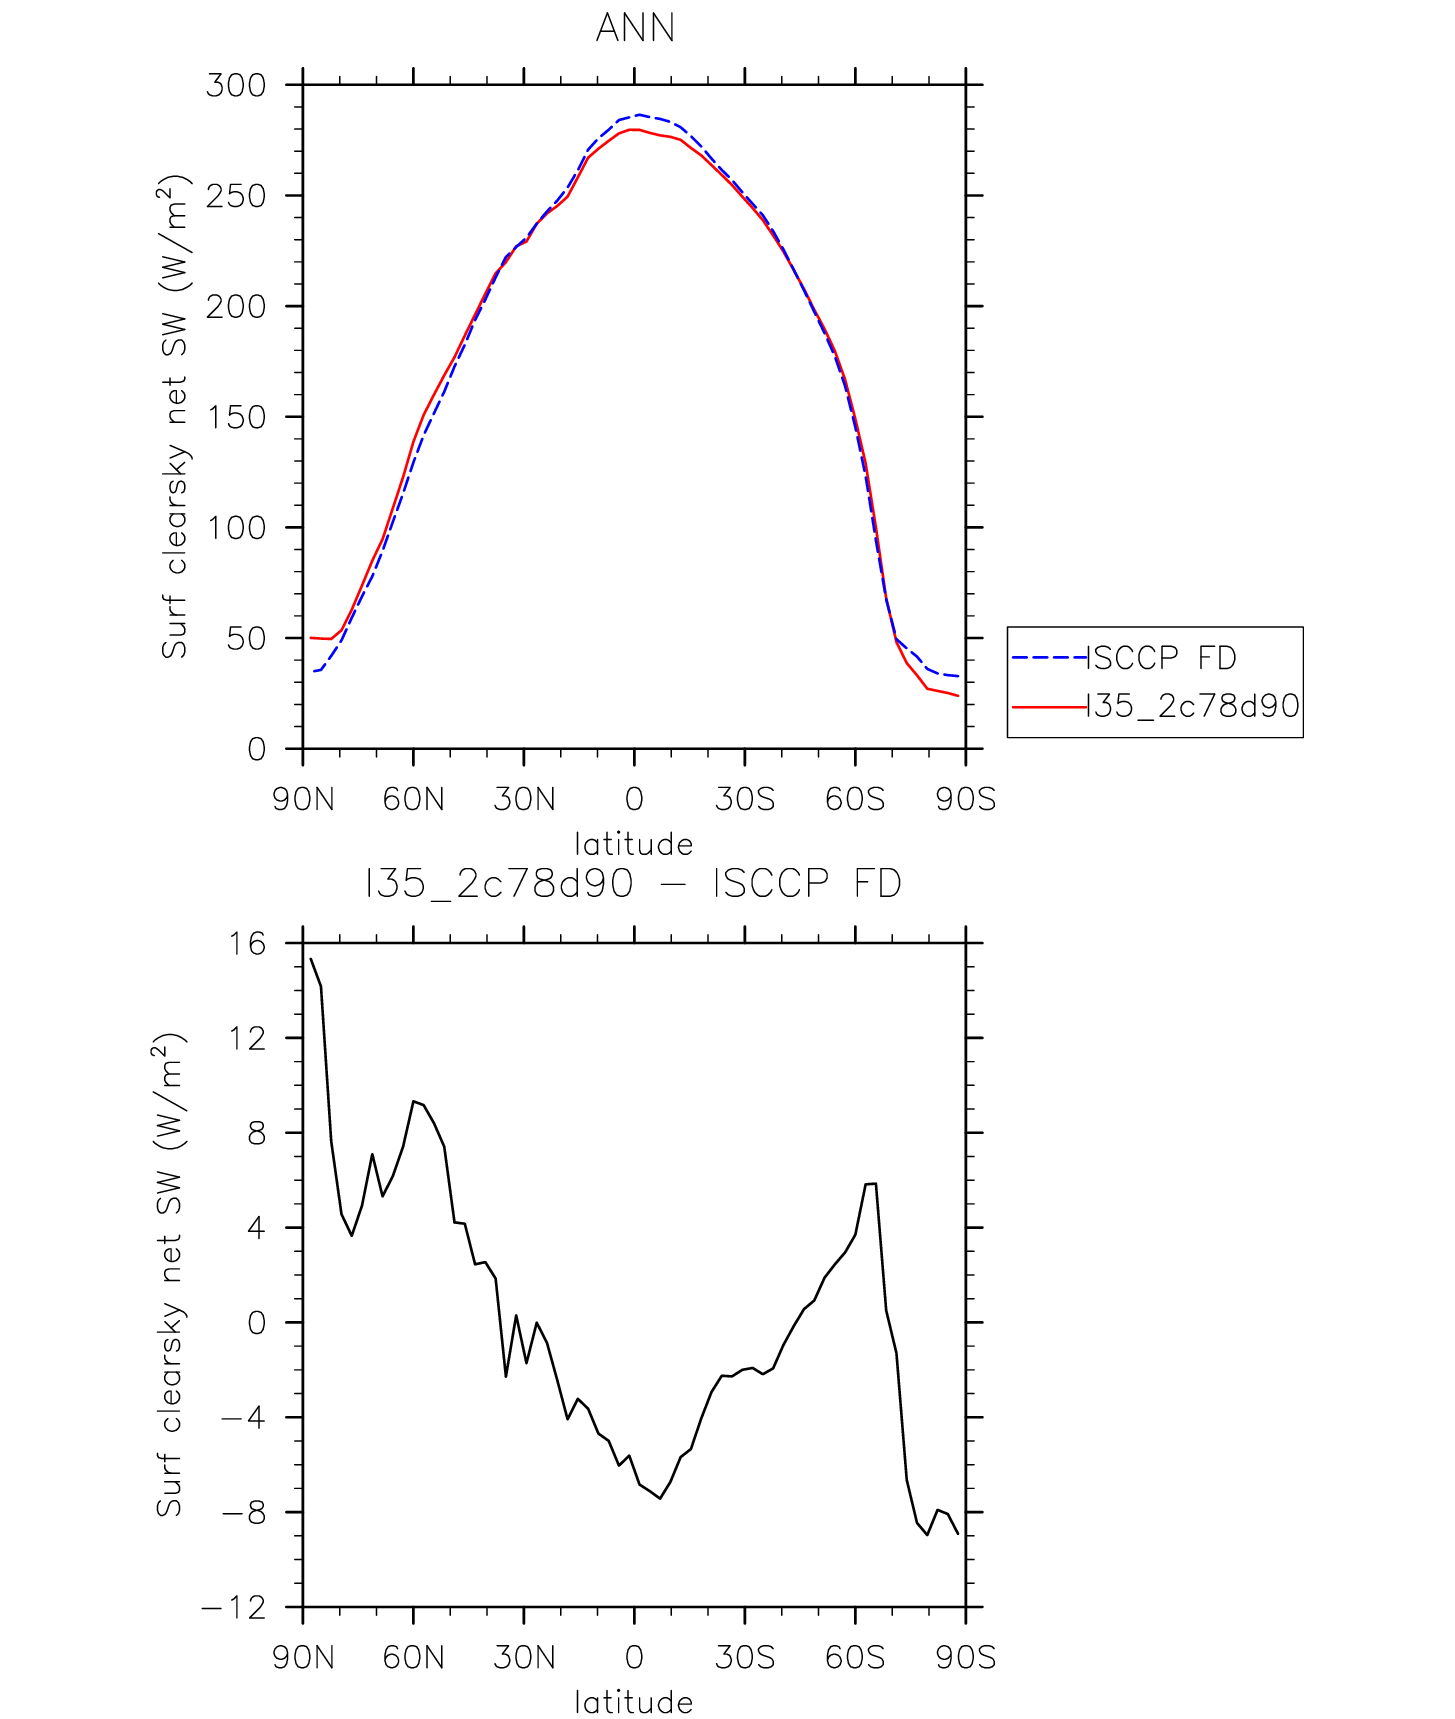 ANN
Surf clearsky net SW (W/m²)
300
250
200
150
100
50
0
90N 60N 30N 0 30S 60S 90S
latitude
ISCCP FD
I35_2c78d90
I35_2c78d90 − ISCCP FD
Surf clearsky net SW (W/m²)
16
12
8
4
0
−4
−8
−12
90N 60N 30N 0 30S 60S 90S
latitude